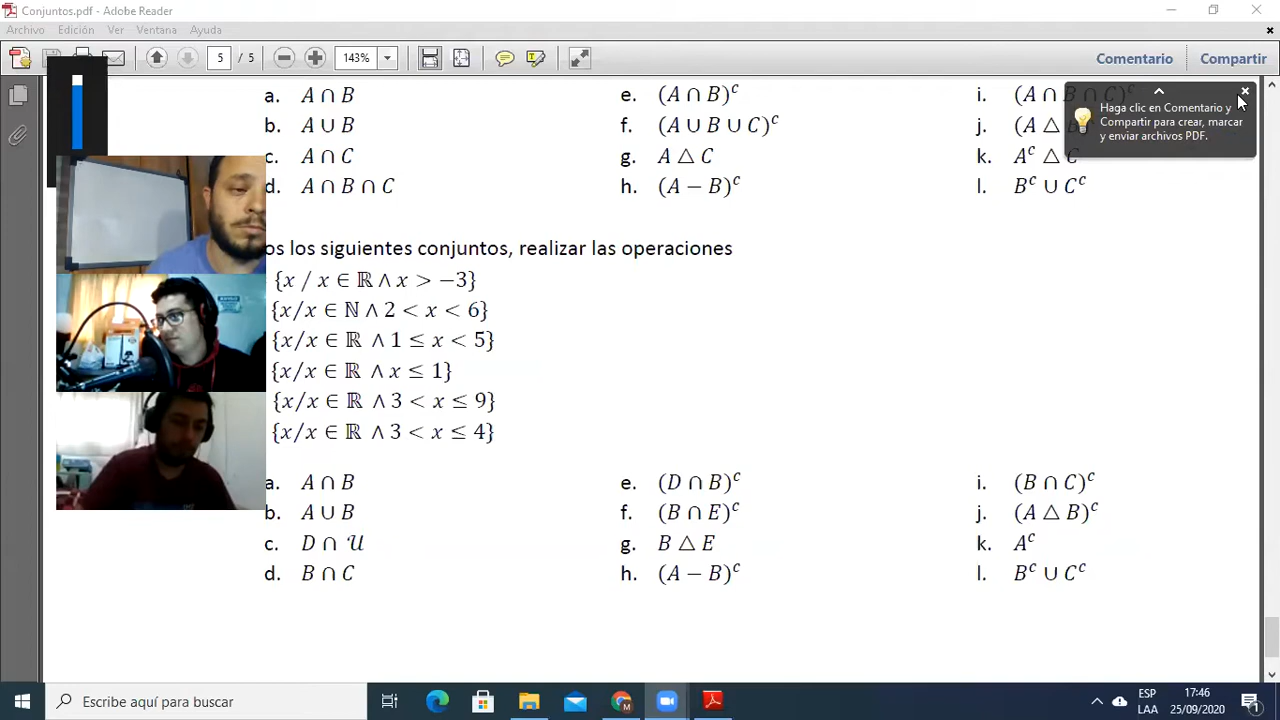 Conjuntos.pdf - Adobe Reader
Archivo Edición Ver Ventana Ayuda
5 / 5 143% Comentario Compartir
a. A ∩ B e. (A ∩ B)ᶜ i. (A ∩ B ∩ C)ᶜ
b. A ∪ B f. (A ∪ B ∪ C)ᶜ j. (A △
c. A ∩ C g. A △ C k. Aᶜ △ C
d. A ∩ B ∩ C h. (A − B)ᶜ l. Bᶜ ∪ Cᶜ
Haga clic en Comentario y
Compartir para crear, marcar
y enviar archivos PDF.
os los siguientes conjuntos, realizar las operaciones
{x / x ∈ ℝ ∧ x > −3}
{x/x ∈ ℕ ∧ 2 < x < 6}
{x/x ∈ ℝ ∧ 1 ≤ x < 5}
{x/x ∈ ℝ ∧ x ≤ 1}
{x/x ∈ ℝ ∧ 3 < x ≤ 9}
{x/x ∈ ℝ ∧ 3 < x ≤ 4}
a. A ∩ B e. (D ∩ B)ᶜ i. (B ∩ C)ᶜ
b. A ∪ B f. (B ∩ E)ᶜ j. (A △ B)ᶜ
c. D ∩ 𝒰 g. B △ E k. Aᶜ
d. B ∩ C h. (A − B)ᶜ l. Bᶜ ∪ Cᶜ
Escribe aquí para buscar
ESP 17:46
LAA 25/09/2020 1